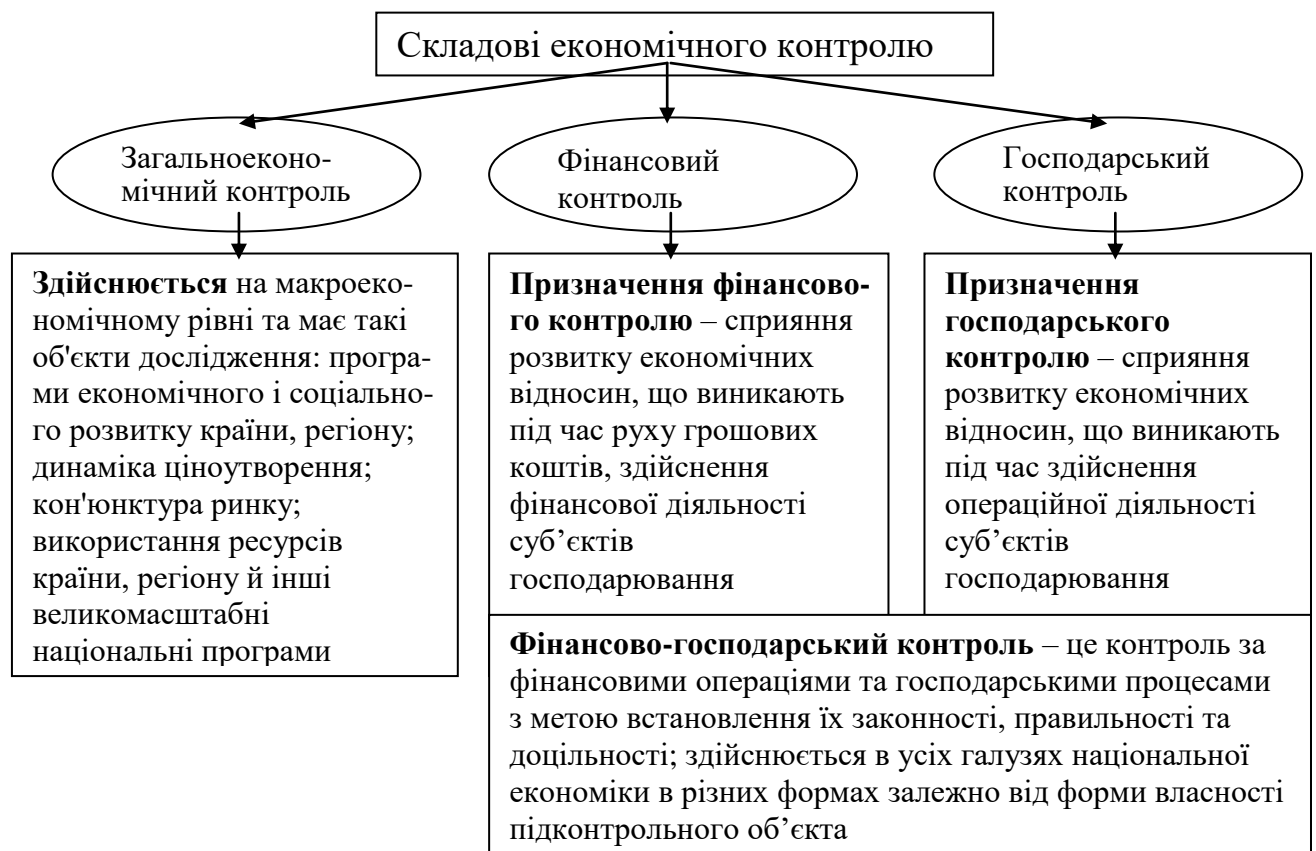 Складові економічного контролю
Загальноеконо-
мічний контроль
Фінансовий
контроль
Господарський
контроль
Здійснюється на макроеко-
номічному рівні та має такі
об'єкти дослідження: програ-
ми економічного і соціально-
го розвитку країни, регіону;
динаміка ціноутворення;
кон'юнктура ринку;
використання ресурсів
країни, регіону й інші
великомасштабні
національні програми
Призначення фінансово-
го контролю – сприяння
розвитку економічних
відносин, що виникають
під час руху грошових
коштів, здійснення
фінансової діяльності
суб’єктів
господарювання
Призначення
господарського
контролю – сприяння
розвитку економічних
відносин, що виникають
під час здійснення
операційної діяльності
суб’єктів
господарювання
Фінансово-господарський контроль – це контроль за
фінансовими операціями та господарськими процесами
з метою встановлення їх законності, правильності та
доцільності; здійснюється в усіх галузях національної
економіки в різних формах залежно від форми власності
підконтрольного об’єкта